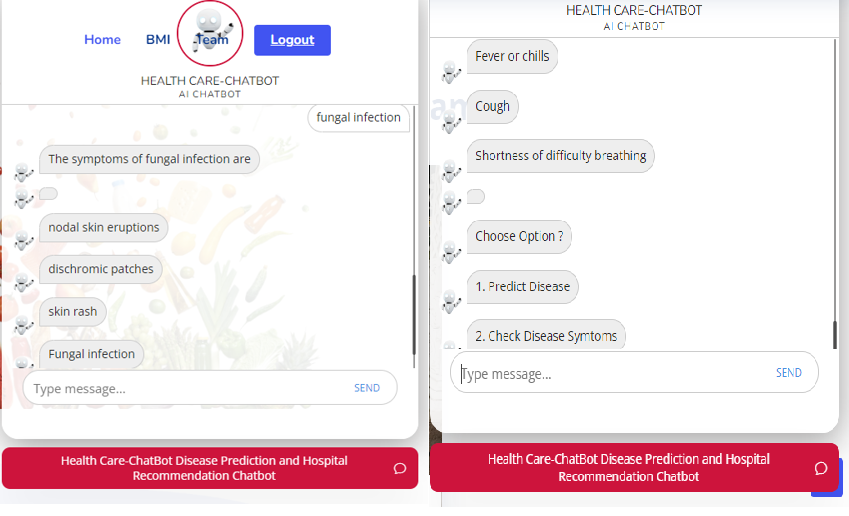 Home BMI Team Logout
HEALTH CARE-CHATBOT
AI CHATBOT
fungal infection
The symptoms of fungal infection are
nodal skin eruptions
dischromic patches
skin rash
Fungal infection
Type message...
SEND
Health Care-ChatBot Disease Prediction and Hospital
Recommendation Chatbot
HEALTH CARE-CHATBOT
AI CHATBOT
Fever or chills
Cough
Shortness of difficulty breathing
Choose Option ?
1. Predict Disease
2. Check Disease Symtoms
Type message...
SEND
Health Care-ChatBot Disease Prediction and Hospital
Recommendation Chatbot